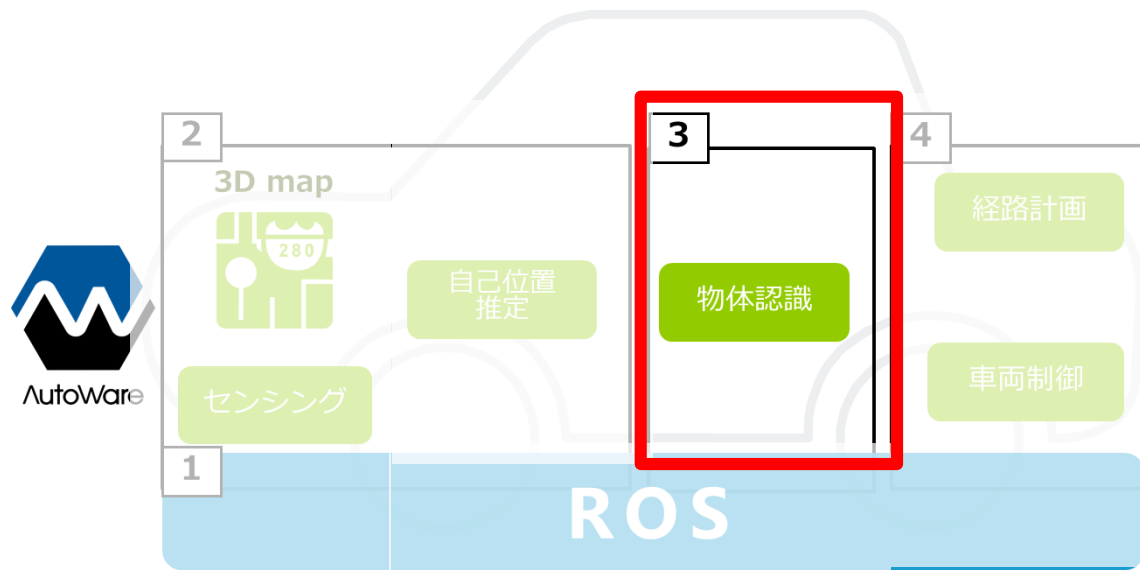 2
3D map
280
自己位置
推定
センシング
1
3
物体認識
4
経路計画
車両制御
AutoWare
ROS